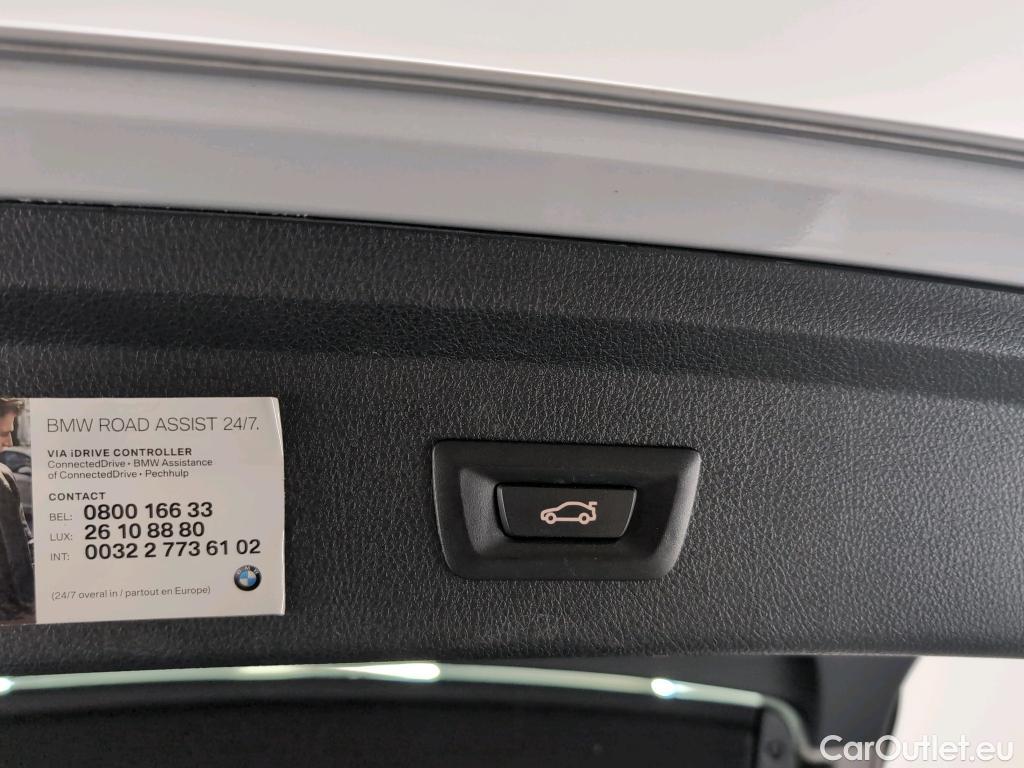 BMW ROAD ASSIST 24/7.
VIA iDRIVE CONTROLLER
ConnectedDrive • BMW Assistance
of ConnectedDrive • Pechhulp
CONTACT
BEL: 0800 166 33
LUX: 26 10 88 80
INT: 0032 2 773 61 02
(24/7 overal in / partout en Europe)
CarOutlet.eu